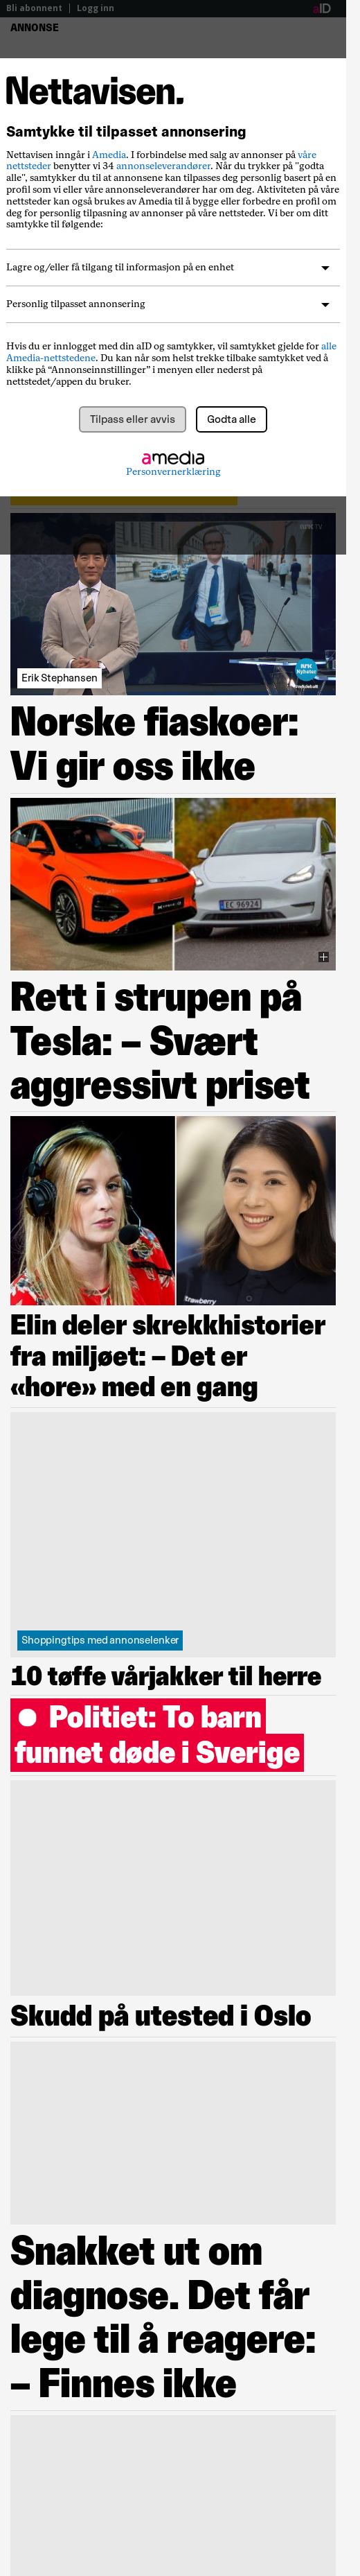 Bli abonnent | Logg inn
aID
ANNONSE
Nettavisen.
Samtykke til tilpasset annonsering
Nettavisen inngår i Amedia. I forbindelse med salg av annonser på våre
nettsteder benytter vi 34 annonseleverandører. Når du trykker på "godta
alle", samtykker du til at annonsene kan tilpasses deg personlig basert på en
profil som vi eller våre annonseleverandører har om deg. Aktiviteten på våre
nettsteder kan også brukes av Amedia til å bygge eller forbedre en profil om
deg for personlig tilpasning av annonser på våre nettsteder. Vi ber om ditt
samtykke til følgende:
Lagre og/eller få tilgang til informasjon på en enhet
Personlig tilpasset annonsering
Hvis du er innlogget med din aID og samtykker, vil samtykket gjelde for alle
Amedia-nettstedene. Du kan når som helst trekke tilbake samtykket ved å
klikke på “Annonseinnstillinger” i menyen eller nederst på
nettstedet/appen du bruker.
Tilpass eller avvis
Godta alle
amedia
Personvernerklæring
NRK TV
NRK
Nyheter
Erik Stephansen
Norske fiaskoer:
Vi gir oss ikke
EC 96924
Rett i strupen på
Tesla: – Svært
aggressivt priset
strawberry
Elin deler skrekkhistorier
fra miljøet: – Det er
«hore» med en gang
Shoppingtips med annonselenker
10 tøffe vårjakker til herre
Politiet: To barn
funnet døde i Sverige
Skudd på utested i Oslo
Snakket ut om
diagnose. Det får
lege til å reagere:
– Finnes ikke